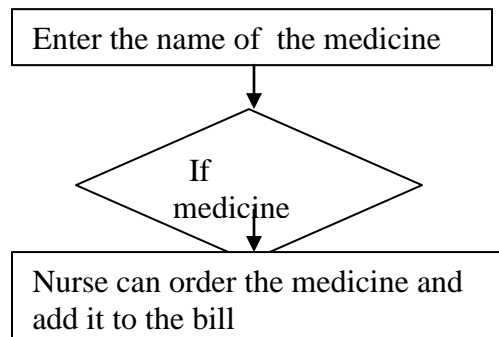 Enter the name of  the medicine
If
medicine
Nurse can order the medicine and
add it to the bill